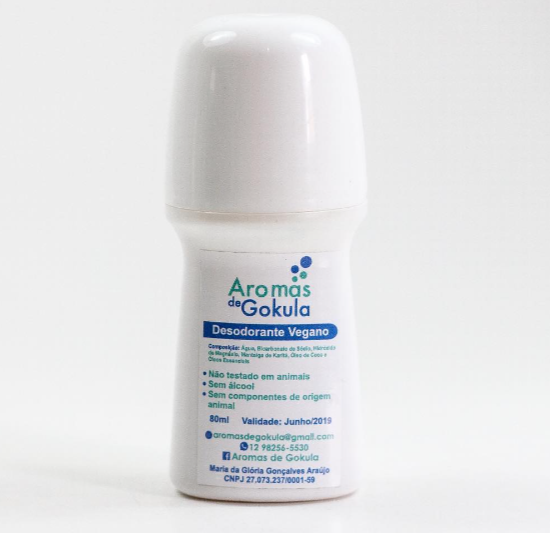 Aromas
de Gokula
Desodorante Vegano
Composição: Água, Bicarbonato de Sódio, Hidróxido
de Magnésio, Manteiga de Karité, Óleo de Coco e
Óleos Essenciais
• Não testado em animais
• Sem álcool
• Sem componentes de origem
animal
80ml Validade: Junho/2019
aromasdegokula@gmail.com
12 98256-5530
Aromas de Gokula
Maria da Glória Gonçalves Araújo
CNPJ 27.073.237/0001-59